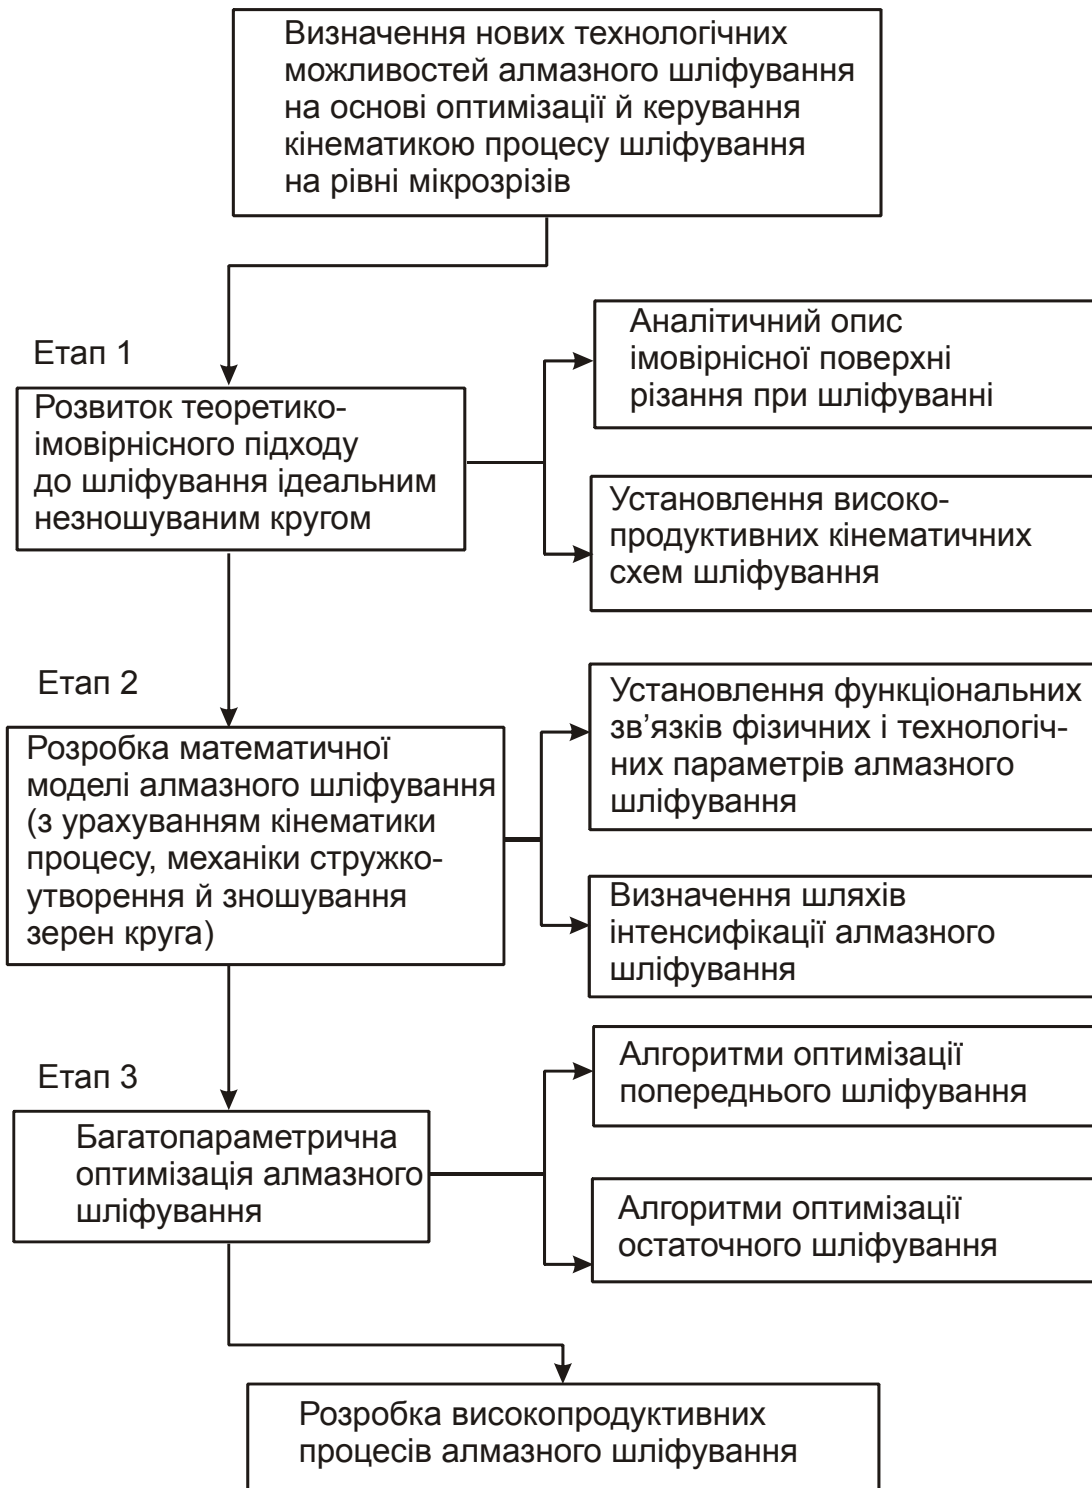 Визначення нових технологічних
можливостей алмазного шліфування
на основі оптимізації й керування
кінематикою процесу шліфування
на рівні мікрозрізів
Етап 1
Розвиток теоретико-
імовірнісного підходу
до шліфування ідеальним
незношуваним кругом
Аналітичний опис
імовірнісної поверхні
різання при шліфуванні
Установлення високо-
продуктивних кінематичних
схем шліфування
Етап 2
Розробка математичної
моделі алмазного шліфування
(з урахуванням кінематики
процесу, механіки стружко-
утворення й зношування
зерен круга)
Установлення функціональних
зв’язків фізичних і технологіч-
них параметрів алмазного
шліфування
Визначення шляхів
інтенсифікації алмазного
шліфування
Етап 3
Багатопараметрична
оптимізація алмазного
шліфування
Алгоритми оптимізації
попереднього шліфування
Алгоритми оптимізації
остаточного шліфування
Розробка високопродуктивних
процесів алмазного шліфування